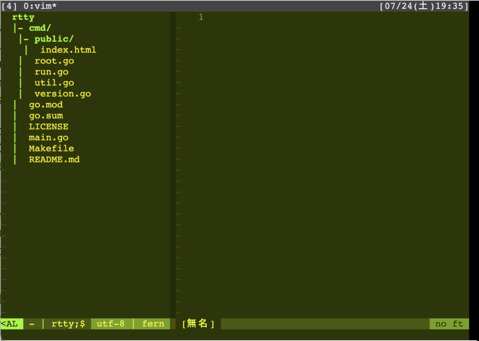 [4] 0:vim* [07/24(土)19:35]
rtty
|- cmd/
|- public/
| index.html
| root.go
| run.go
| util.go
| version.go
| go.mod
| go.sum
| LICENSE
| main.go
| Makefile
| README.md
1
<AL - | rtty;$ utf-8 | fern [無名] no ft